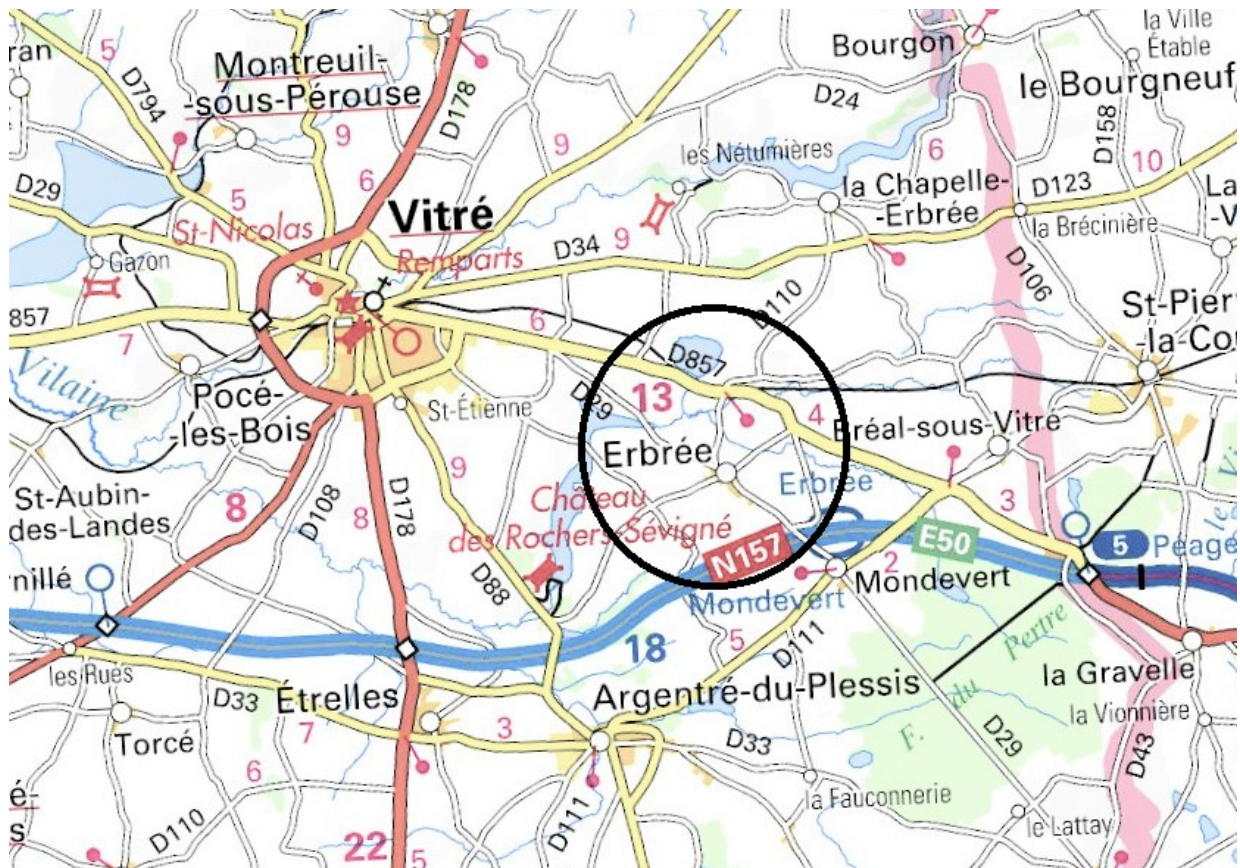 la Ville
Étable
Bourgon
ran
5
Montreuil-
-sous-Pérouse
D794
D178
le Bourgneuf
D24
9
9
D158
6
10
les Nétumières
D29
5
6
la Chapelle-
-Erbrée
D123
La
-V
Vitré
St-Nicolas
la Brécinière
D34
9
Gazon
Remparts
D106
857
D110
St-Pier
-la-Cou
6
7
Vilaine
D857
Pocé-
-les-Bois
St-Étienne
D99
13
4
Bréal-sous-Vitré
Erbrée
9
Erbrée
St-Aubin-
-des-Landes
8
D108
8
D178
Château
des Rochers-Sévigné
3
N157
E50
5
Péage
nillé
D88
2
Mondevert
Mondevert
18
5
D111
Pertre
du
F.
les Rues
D33
Étrelles
Argentré-du-Plessis
la Gravelle
la Vionnière
7
3
D33
D29
D43
Torcé
6
é-
s
D110
D111
la Fauconnerie
le Lattay
22
5